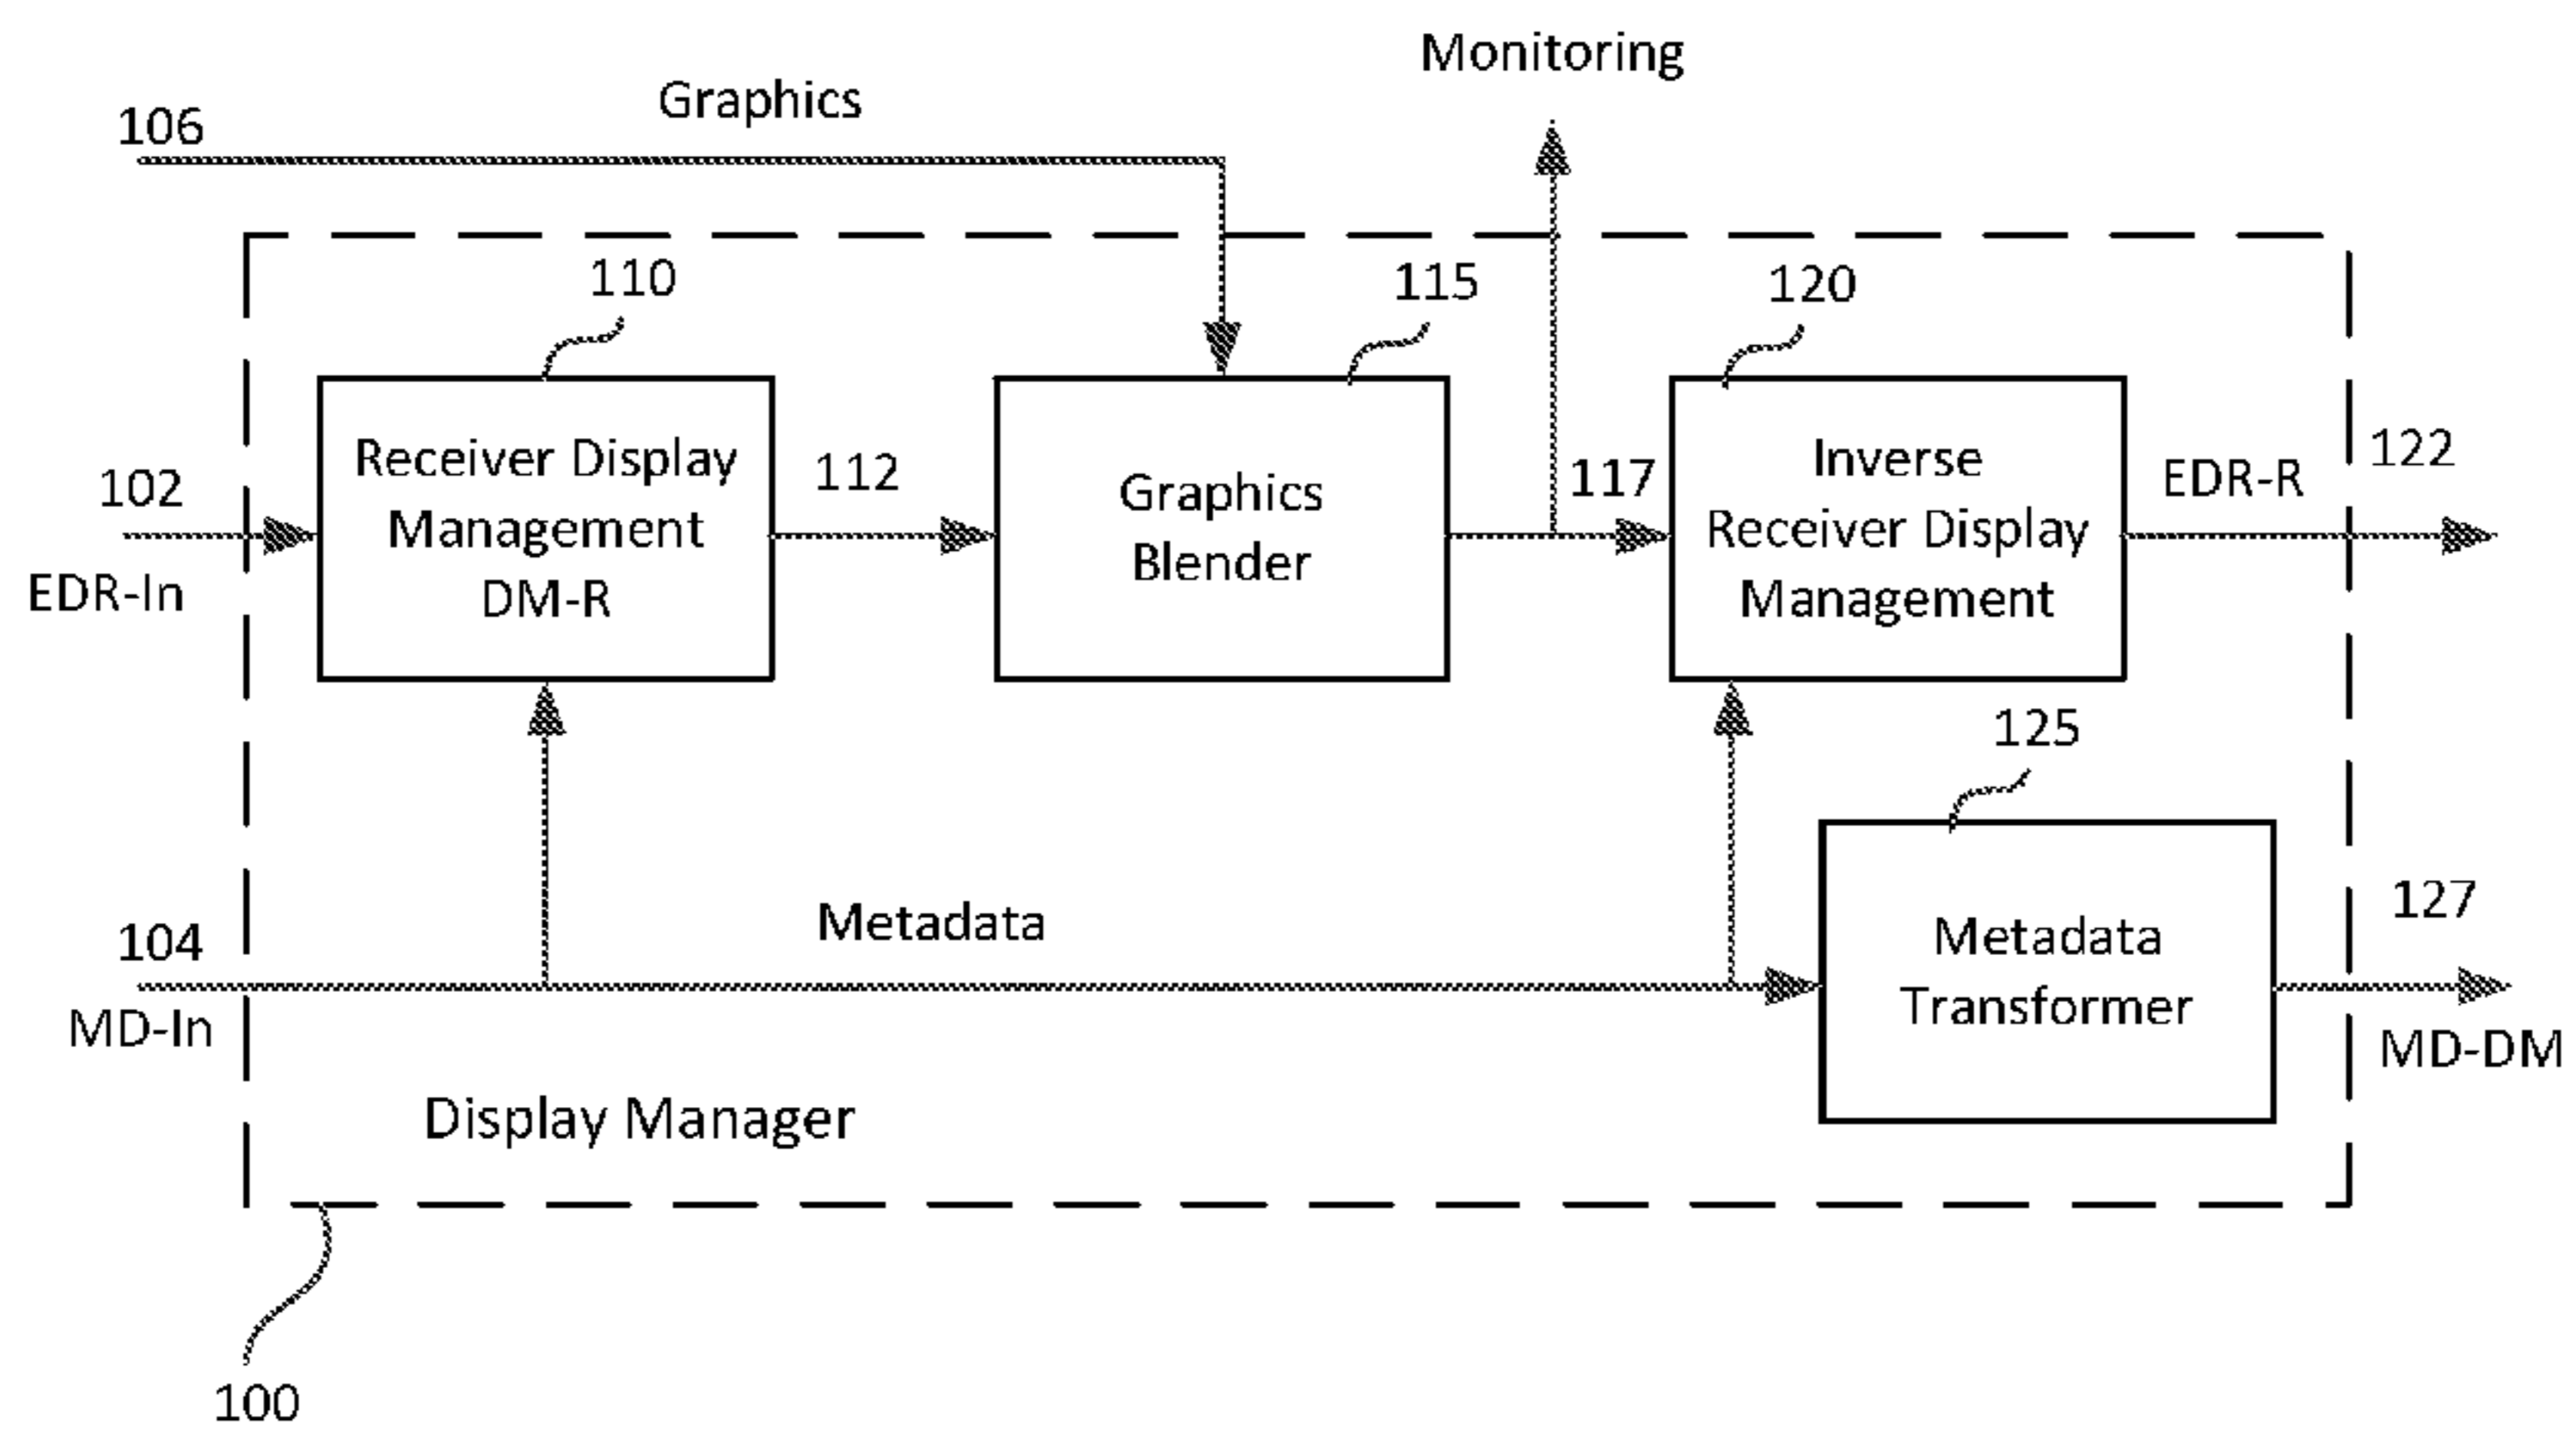 Monitoring
Graphics
106
110
115
120
102
EDR-In
Receiver Display
Management
DM-R
112
Graphics
Blender
117
Inverse
Receiver Display
Management
EDR-R
122
125
104
MD-In
Metadata
Metadata
Transformer
127
MD-DM
Display Manager
100